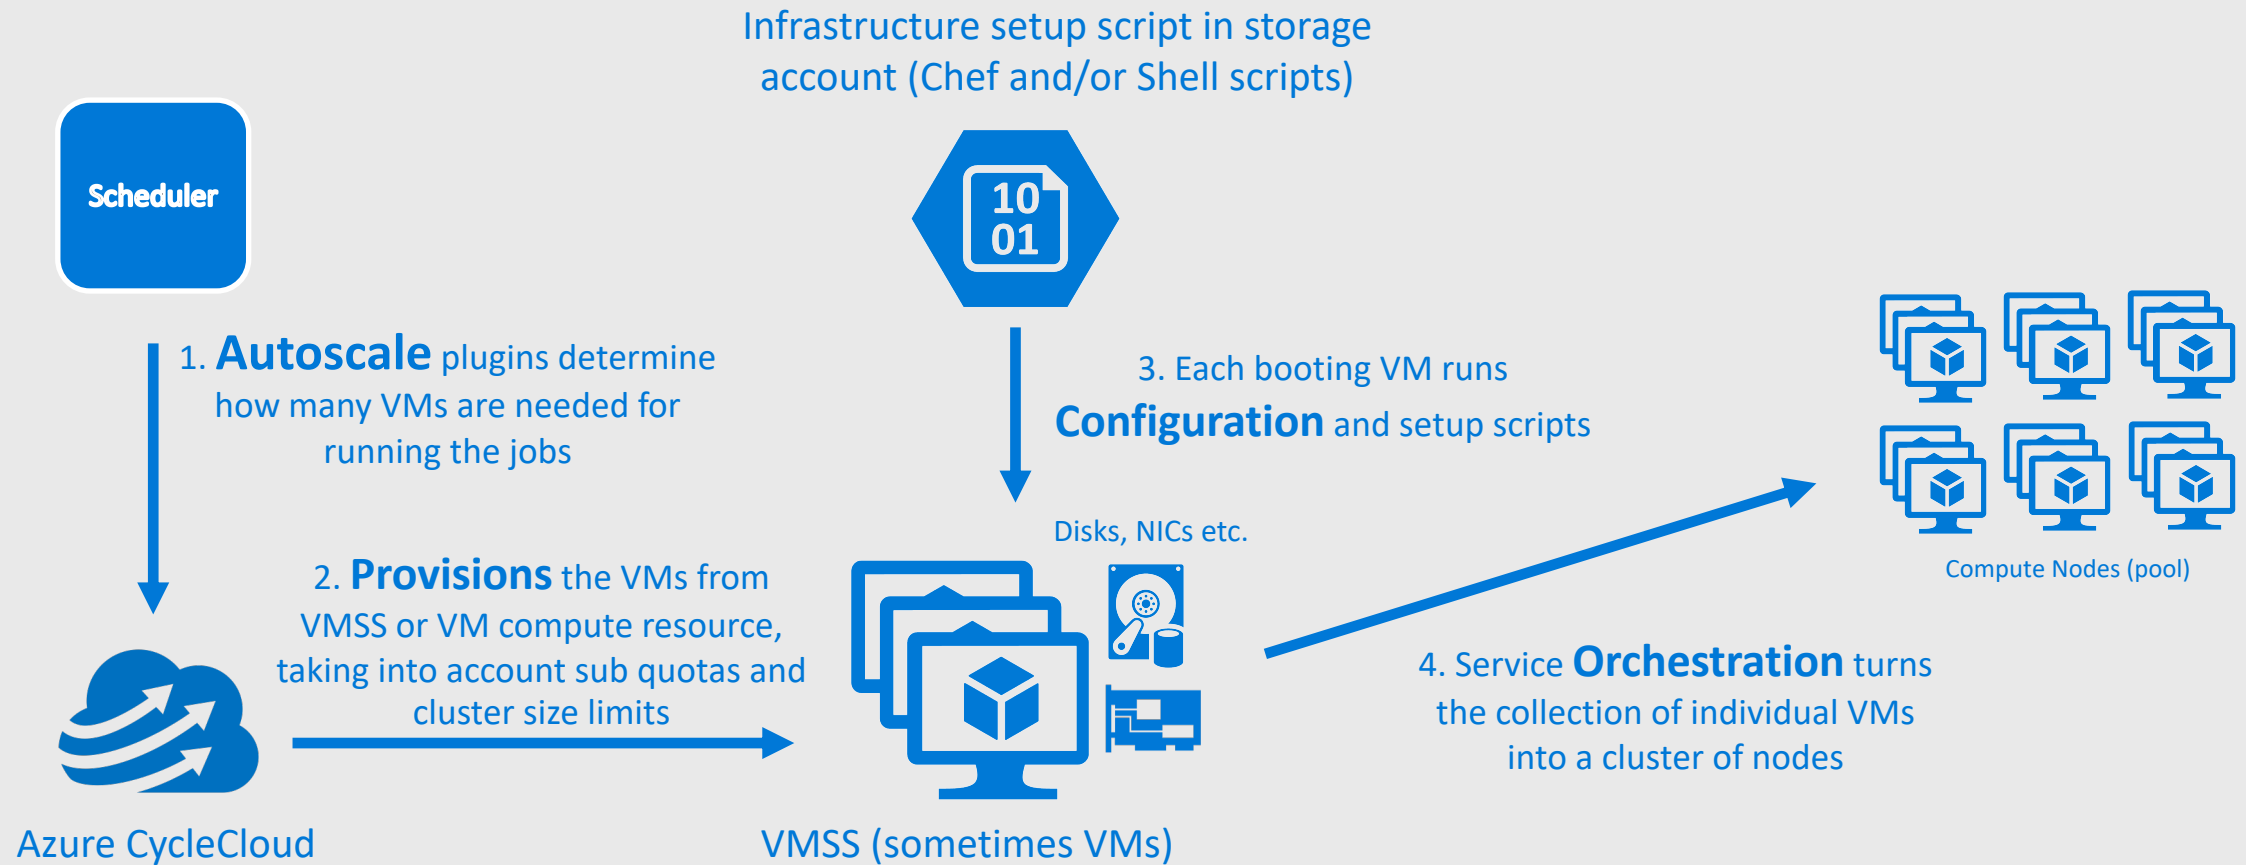 Infrastructure setup script in storage
account (Chef and/or Shell scripts)
Scheduler
10
01
1. Autoscale plugins determine
how many VMs are needed for
running the jobs
3. Each booting VM runs
Configuration and setup scripts
Disks, NICs etc.
2. Provisions the VMs from
VMSS or VM compute resource,
taking into account sub quotas and
cluster size limits
Compute Nodes (pool)
4. Service Orchestration turns
the collection of individual VMs
into a cluster of nodes
Azure CycleCloud
VMSS (sometimes VMs)